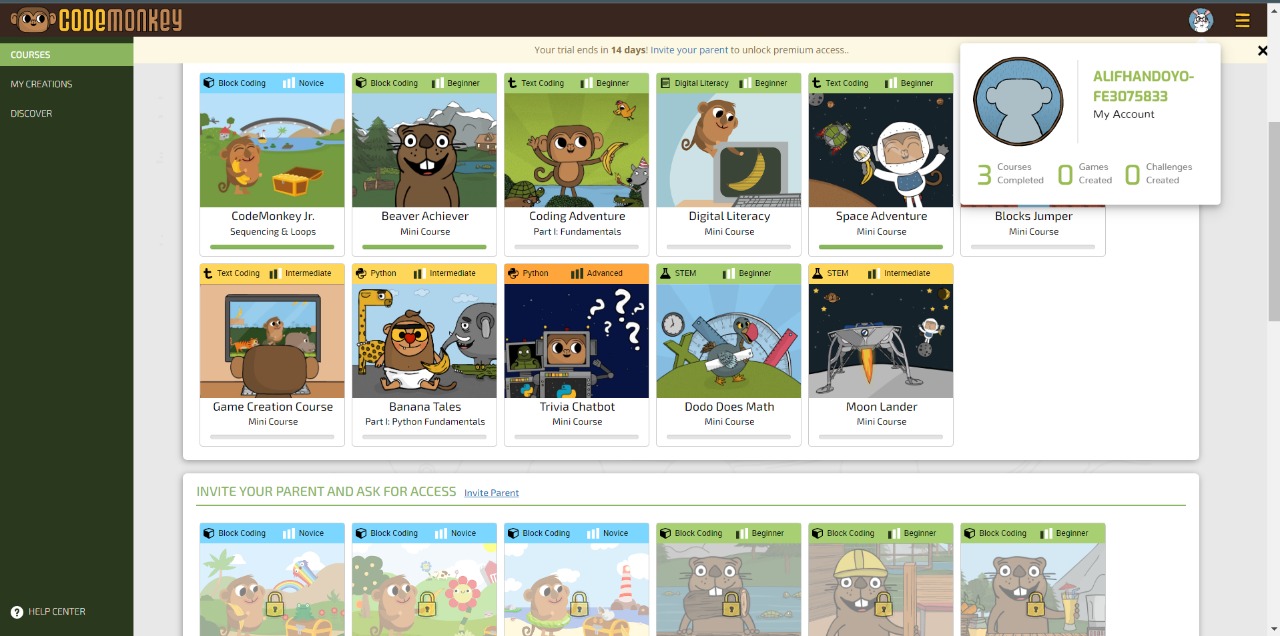 CODEMONKEY
COURSES
MY CREATIONS
DISCOVER
HELP CENTER
Your trial ends in 14 days! Invite your parent to unlock premium access..
ALIFHANDOYO-
FE3075833
My Account
3 Courses Completed
0 Games Created
0 Challenges Created
Block Coding Novice
CodeMonkey Jr.
Sequencing & Loops
Block Coding Beginner
Beaver Achiever
Mini Course
Text Coding Beginner
Coding Adventure
Part I: Fundamentals
Digital Literacy Beginner
Digital Literacy
Mini Course
Text Coding Beginner
Space Adventure
Mini Course
Blocks Jumper
Mini Course
Text Coding Intermediate
Game Creation Course
Mini Course
Python Intermediate
Banana Tales
Part I: Python Fundamentals
Python Advanced
? ? ? ? ?
Trivia Chatbot
Mini Course
STEM Beginner
Dodo Does Math
Mini Course
STEM Intermediate
Moon Lander
Mini Course
INVITE YOUR PARENT AND ASK FOR ACCESS Invite Parent
Block Coding Novice
Block Coding Novice
Block Coding Novice
Block Coding Beginner
Block Coding Beginner
Block Coding Beginner